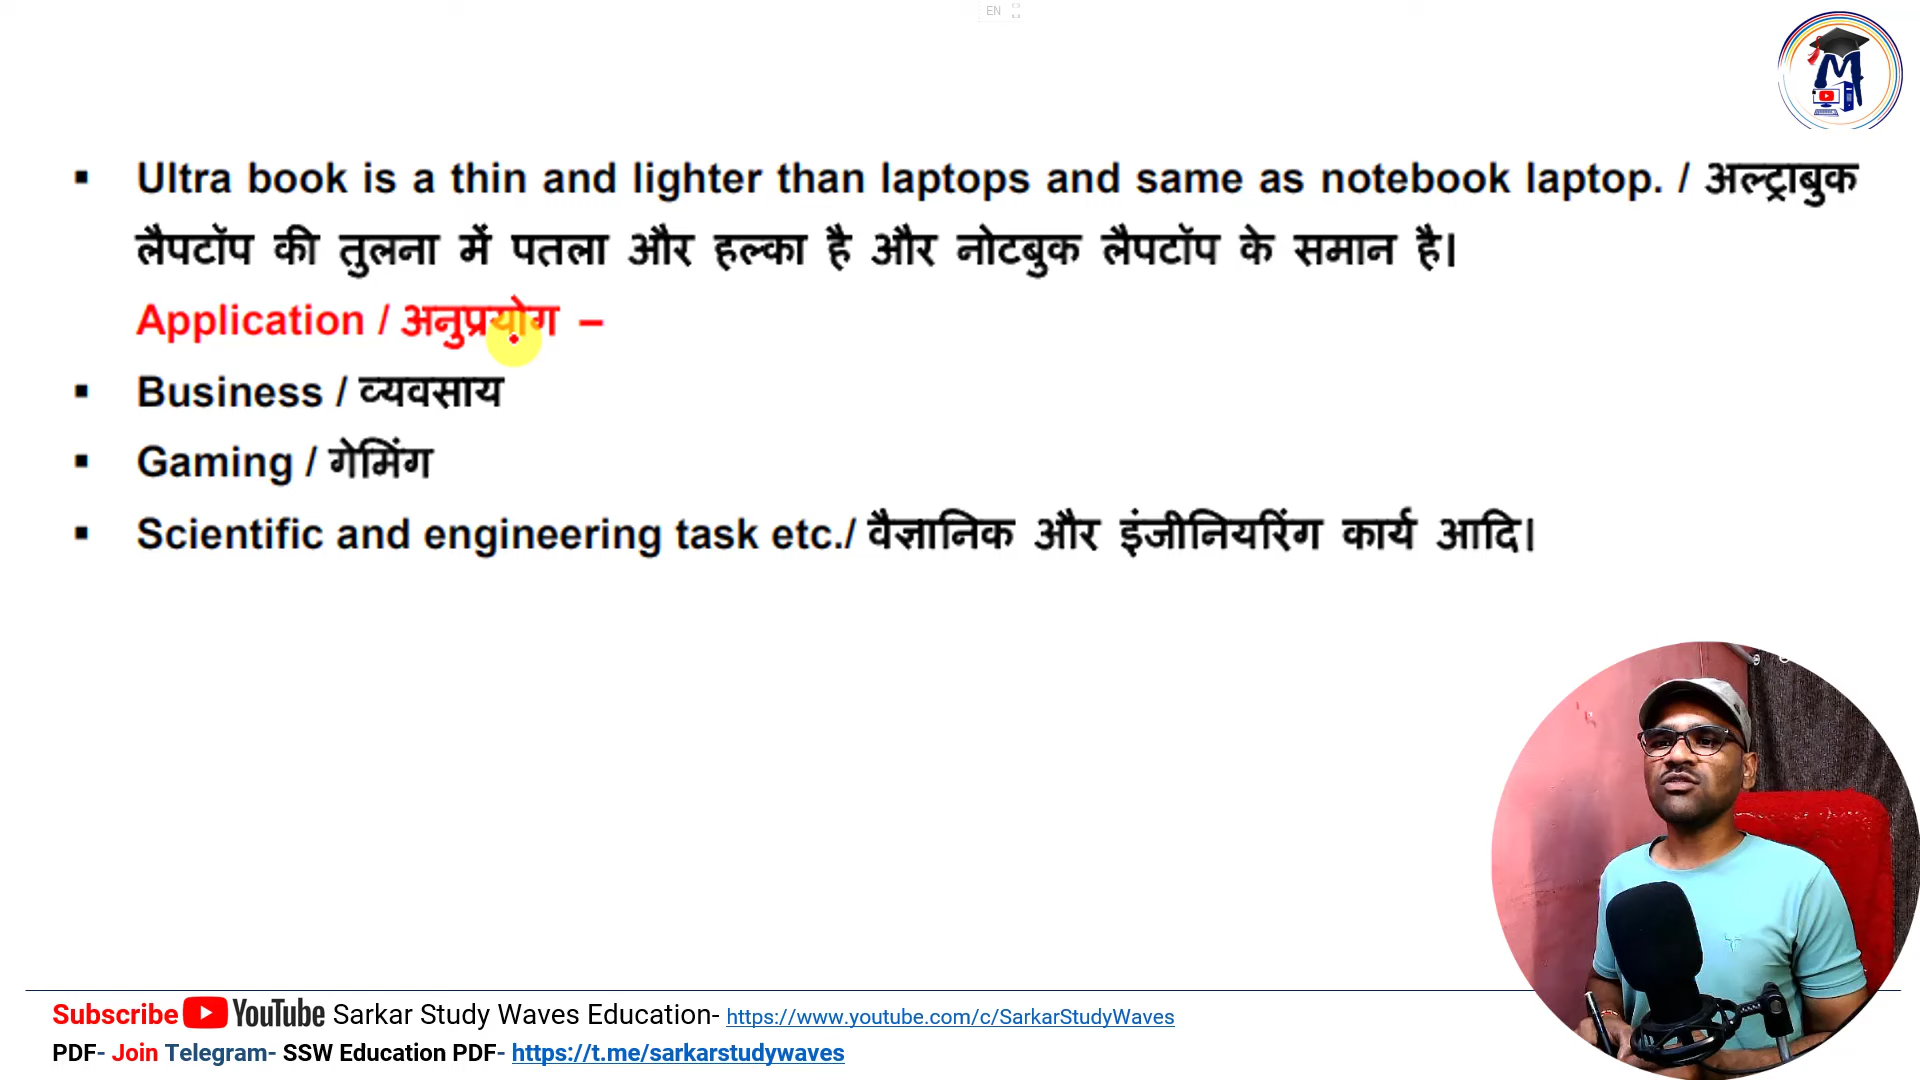 EN
▪ Ultra book is a thin and lighter than laptops and same as notebook laptop. / अल्ट्राबुक
लैपटॉप की तुलना में पतला और हल्का है और नोटबुक लैपटॉप के समान है।
Application / अनुप्रयोग –
▪ Business / व्यवसाय
▪ Gaming / गेमिंग
▪ Scientific and engineering task etc./ वैज्ञानिक और इंजीनियरिंग कार्य आदि।
Subscribe YouTube Sarkar Study Waves Education- https://www.youtube.com/c/SarkarStudyWaves
PDF- Join Telegram- SSW Education PDF- https://t.me/sarkarstudywaves